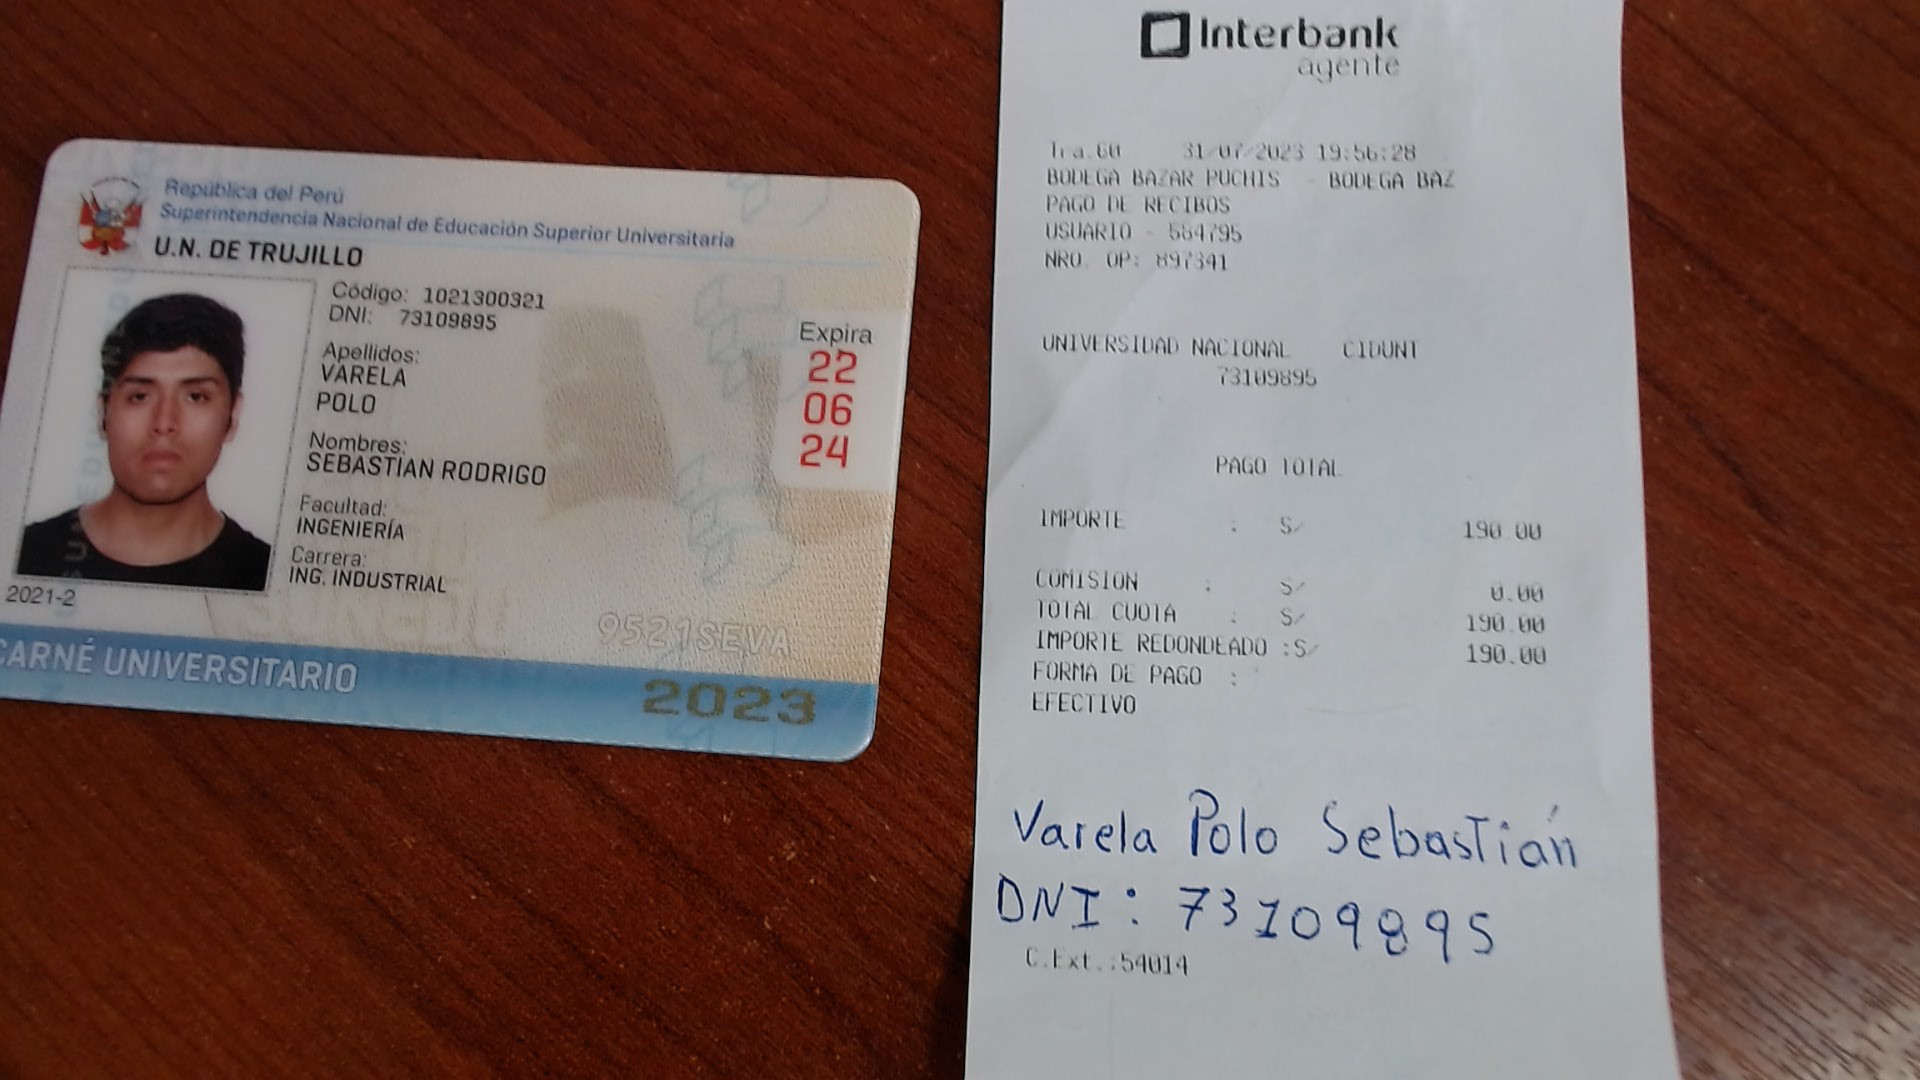 República del Perú
Superintendencia Nacional de Educación Superior Universitaria
U.N. DE TRUJILLO
Código: 1021300321
DNI: 73109895
Apellidos:
VARELA
POLO
Nombres:
SEBASTIAN RODRIGO
Facultad:
INGENIERÍA
Carrera:
ING. INDUSTRIAL
Expira
22
06
24
2021-2
9521SEVA
CARNÉ UNIVERSITARIO
2023
Interbank
agente
Tra.60 31/07/2023 19:56:28
BODEGA BAZAR PUCHIS - BODEGA BAZ
PAGO DE RECIBOS
USUARIO - 564795
NRO. OP: 897341
UNIVERSIDAD NACIONAL CIDUNT
73109895
PAGO TOTAL
IMPORTE : S/ 190.00
COMISION : S/ 0.00
TOTAL CUOTA : S/ 190.00
IMPORTE REDONDEADO :S/ 190.00
FORMA DE PAGO :
EFECTIVO
Varela Polo Sebastián
DNI: 73109895
C.Ext.:54014